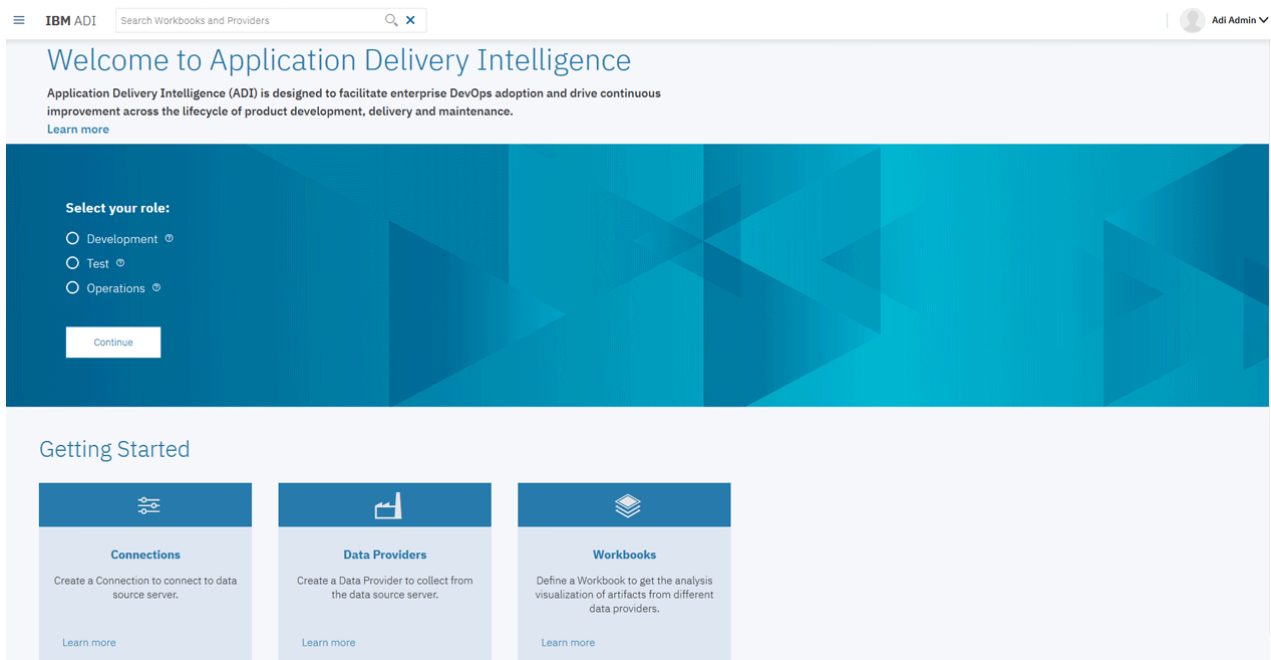 IBM ADI
Search Workbooks and Providers
Adi Admin
Welcome to Application Delivery Intelligence
Application Delivery Intelligence (ADI) is designed to facilitate enterprise DevOps adoption and drive continuous
improvement across the lifecycle of product development, delivery and maintenance.
Learn more
Select your role:
Development
Test
Operations
Continue
Getting Started
Connections
Create a Connection to connect to data
source server.
Learn more
Data Providers
Create a Data Provider to collect from
the data source server.
Learn more
Workbooks
Define a Workbook to get the analysis
visualization of artifacts from different
data providers.
Learn more